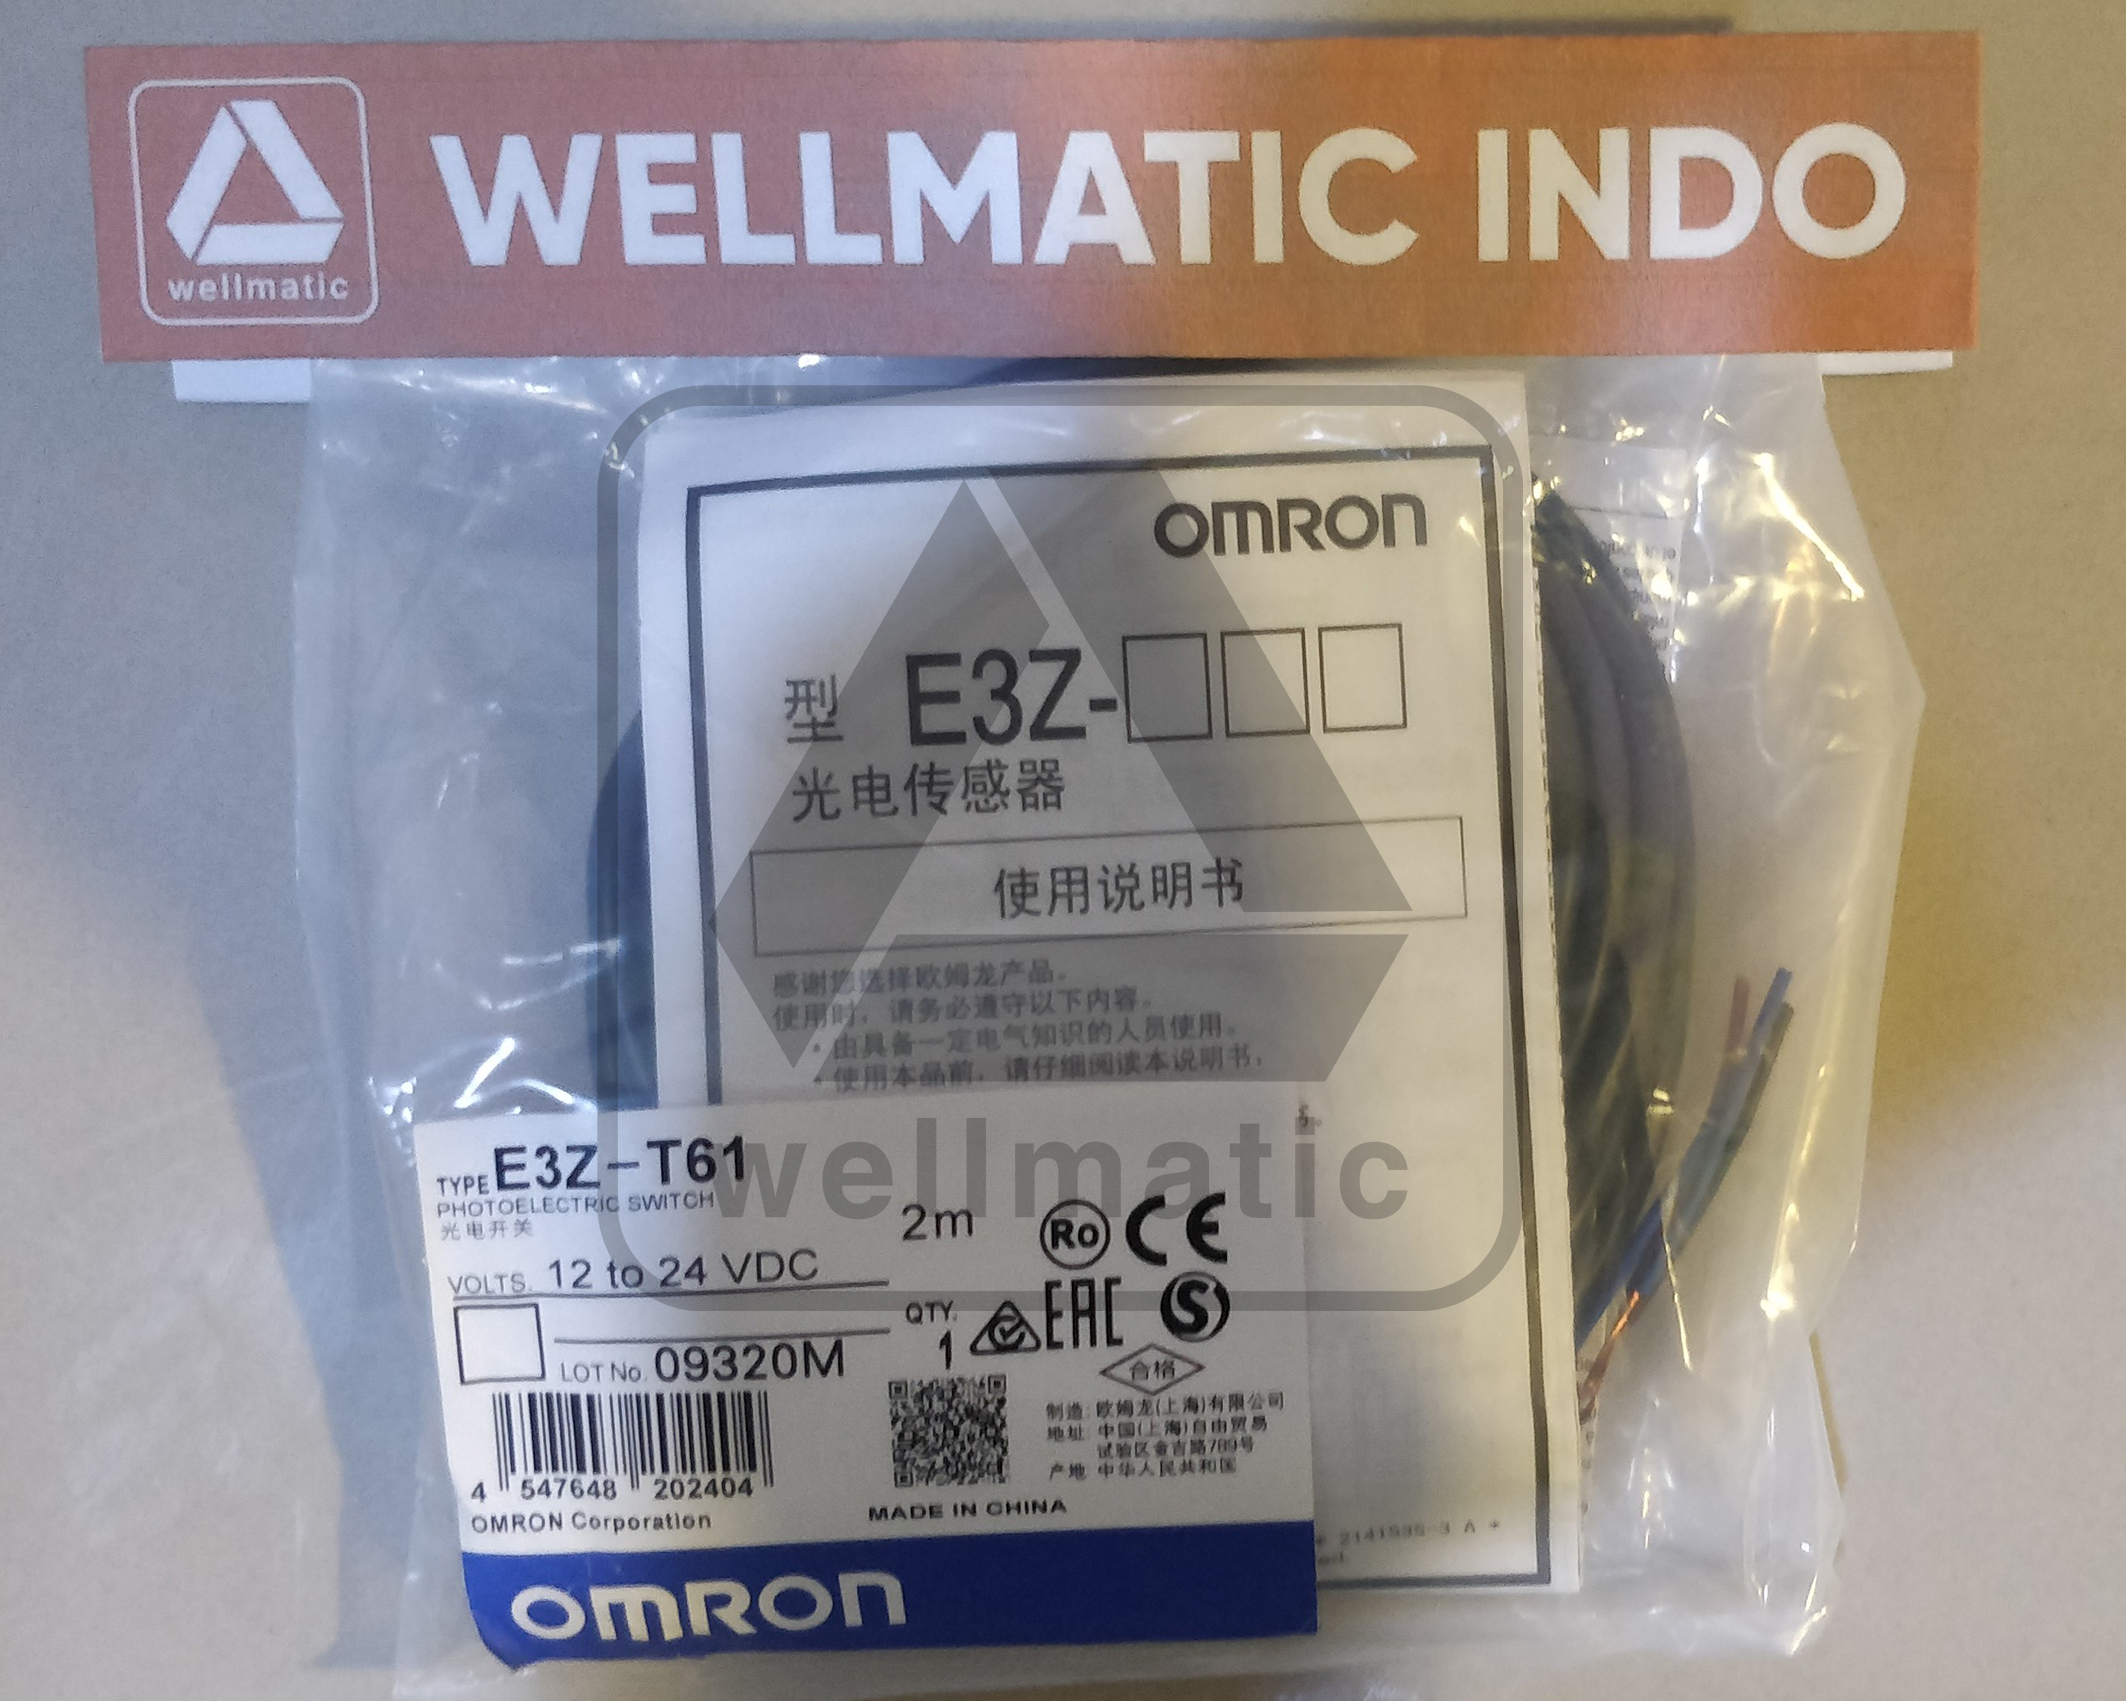 WELLMATIC INDO
wellmatic
OMRON
型 E3Z-□□□
光电传感器
使用说明书
感谢您选择欧姆龙产品。
使用时，请务必遵守以下内容。
・由具备一定电气知识的人员使用。
・使用本品前，请仔细阅读本说明书，
wellmatic
TYPE E3Z-T61
PHOTOELECTRIC SWITCH
光电开关
2m
VOLTS. 12 to 24 VDC
QTY.
1
LOT No. 09320M
Ro CE
EAC S
合格
制造: 欧姆龙(上海)有限公司
地址: 中国(上海)自由贸易
试验区金吉路789号
产地 中华人民共和国
4 547648 202404
OMRON Corporation
MADE IN CHINA
OMRON
* 2141535-3 A *